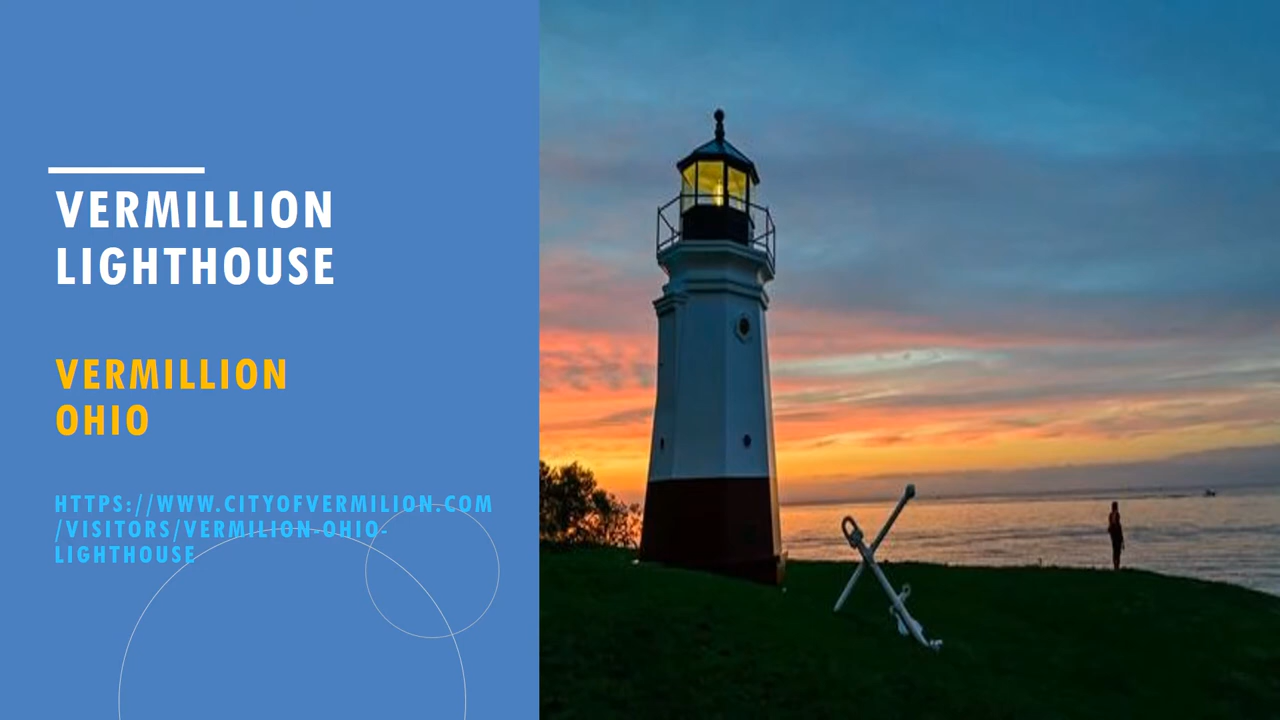 VERMILLION
LIGHTHOUSE
VERMILLION
OHIO
HTTPS://WWW.CITYOFVERMILION.COM
/VISITORS/VERMILION-OHIO-
LIGHTHOUSE